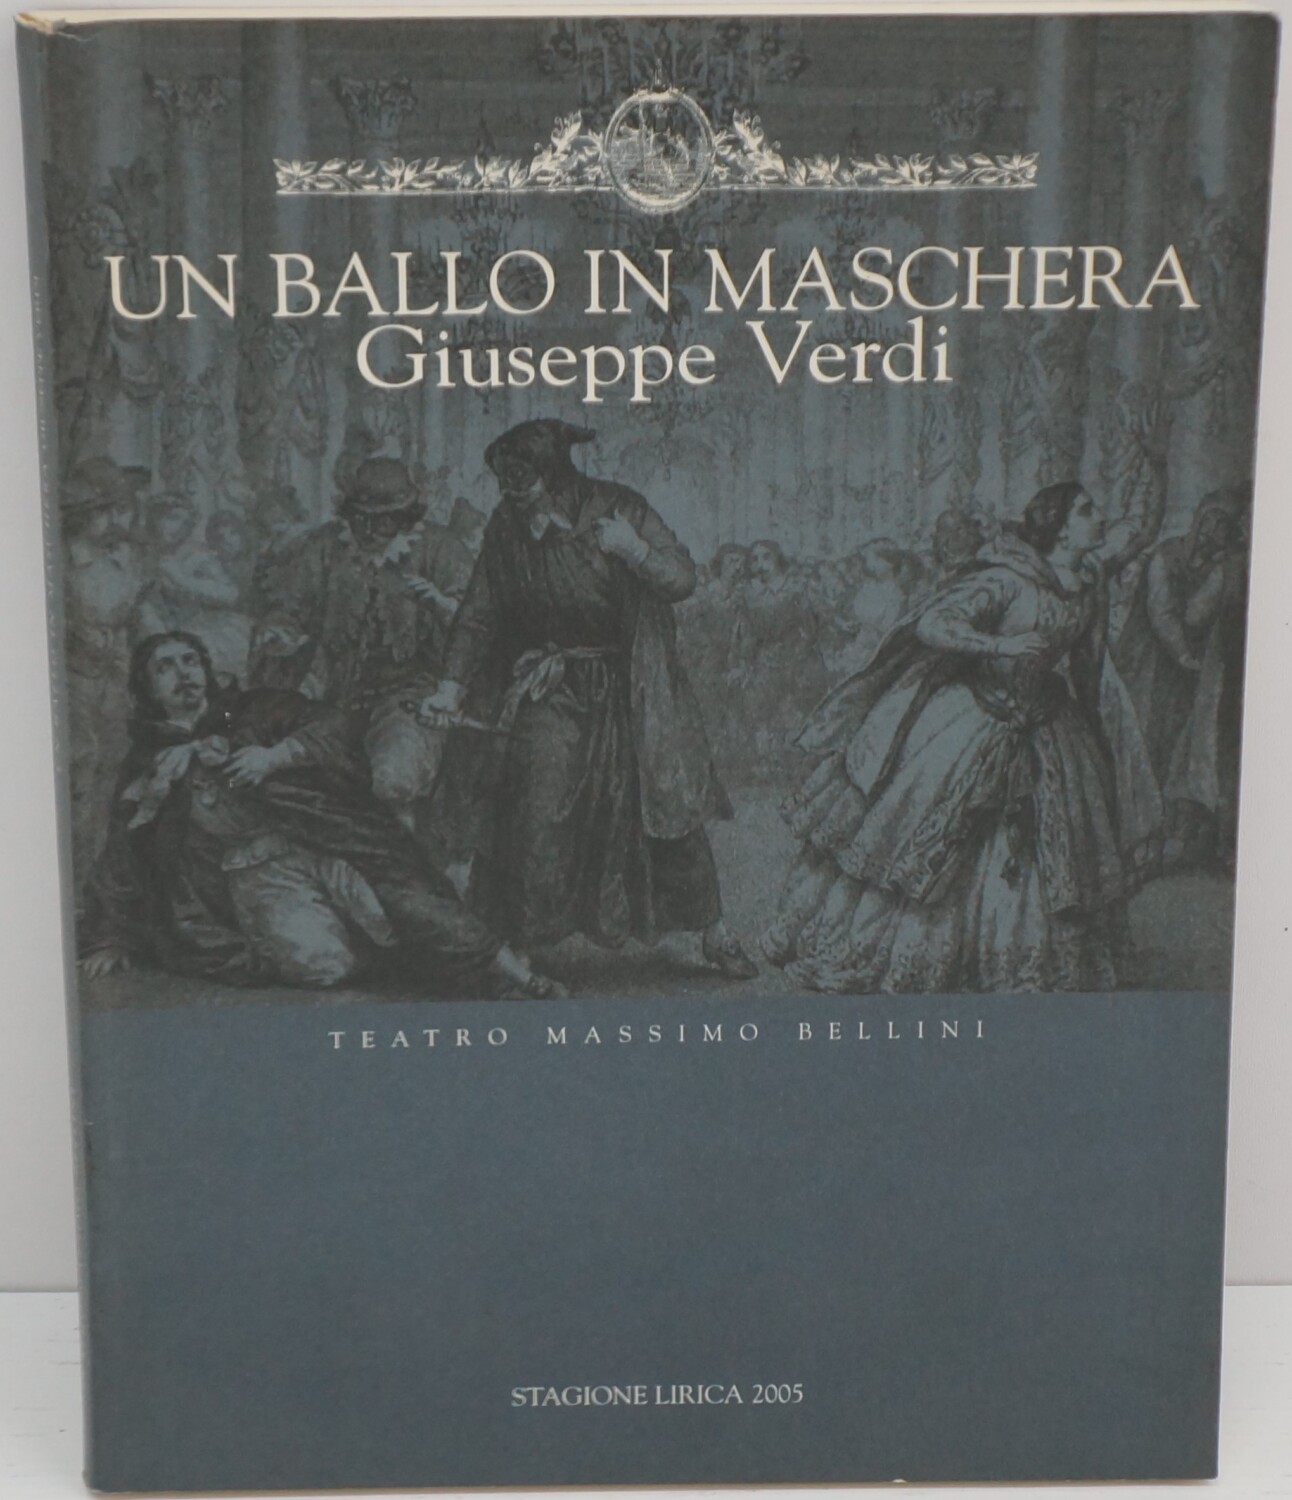 UN BALLO IN MASCHERA
Giuseppe Verdi
TEATRO MASSIMO BELLINI
STAGIONE LIRICA 2005